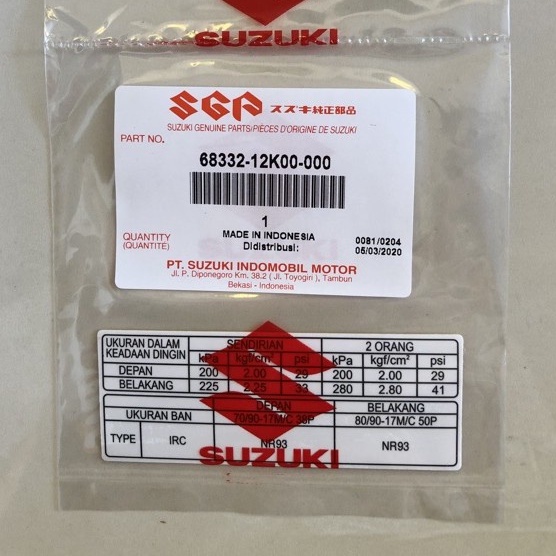 SUZUKI
SGP スズキ純正部品
SUZUKI GENUINE PARTS/PIÈCES D'ORIGINE DE SUZUKI
PART NO.
68332-12K00-000
1
QUANTITY
(QUANTITÉ)
MADE IN INDONESIA
Didistribusi:
0081/0204
05/03/2020
PT. SUZUKI INDOMOBIL MOTOR
Jl. P. Diponegoro Km. 38.2 ( Jl. Toyogiri ), Tambun
Bekasi - Indonesia
UKURAN DALAM KEADAAN DINGIN SENDIRIAN 2 ORANG
kPa kgf/cm² psi kPa kgf/cm² psi
DEPAN 200 2.00 29 200 2.00 29
BELAKANG 225 2.25 33 280 2.80 41
UKURAN BAN DEPAN BELAKANG
70/90-17M/C 38P 80/90-17M/C 50P
TYPE IRC NR93 NR93
SUZUKI